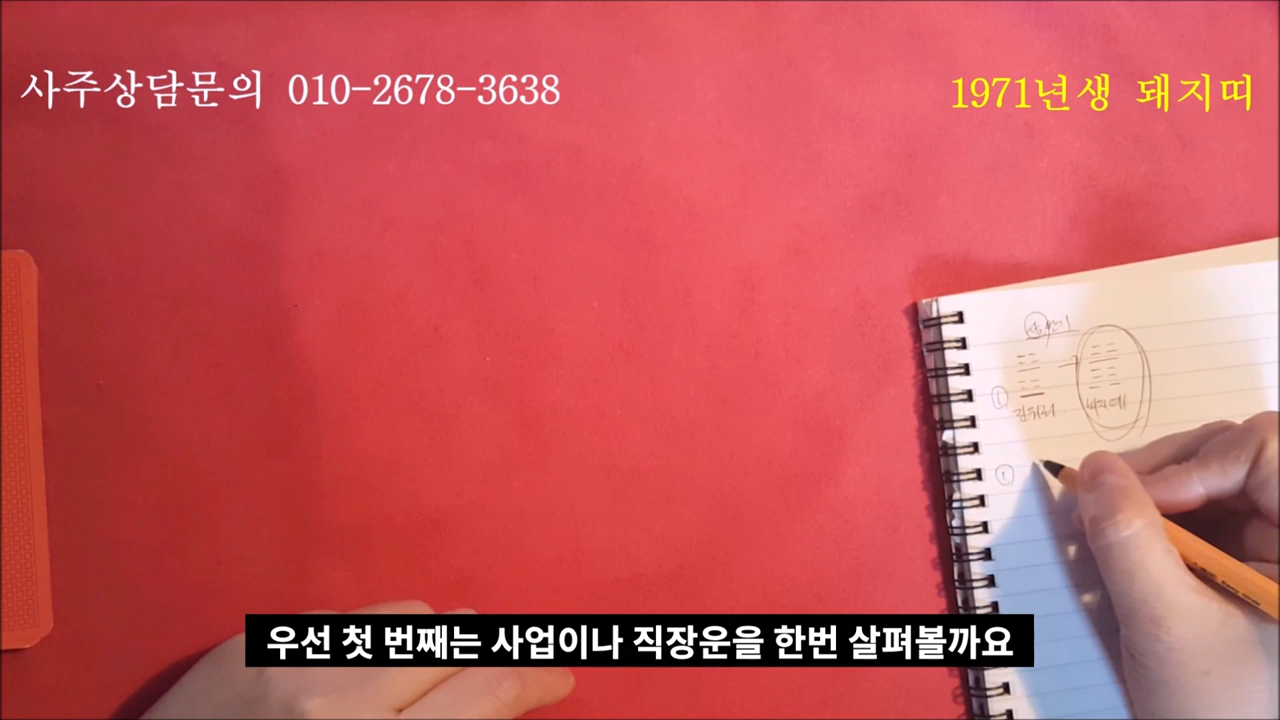 사주상담문의 010-2678-3638
1971년생 돼지띠
우선 첫 번째는 사업이나 직장운을 한번 살펴볼까요